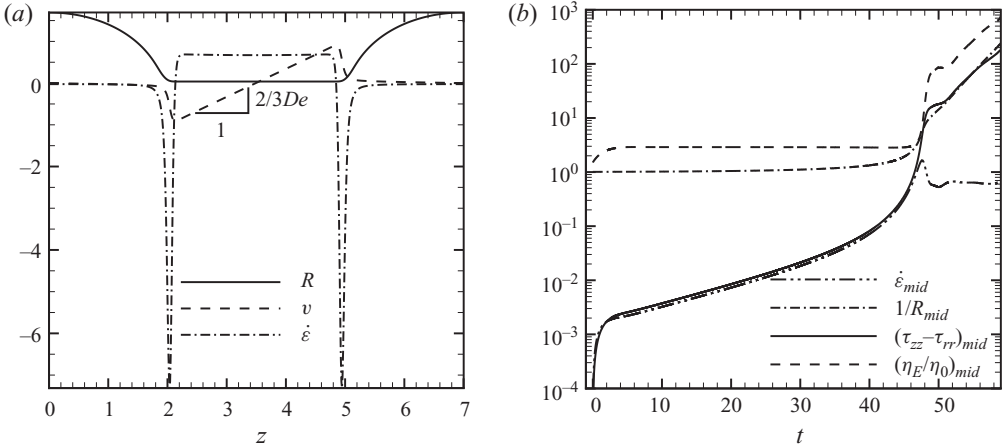 (a)
0
−2
−4
−6
2/3De
1
R
v
ε̇
0 1 2 3 4 5 6 7
z
(b)
10³
10²
10¹
10⁰
10⁻¹
10⁻²
10⁻³
10⁻⁴
ε̇mid
1/Rmid
(τzz−τrr)mid
(ηE/η0)mid
0 10 20 30 40 50
t